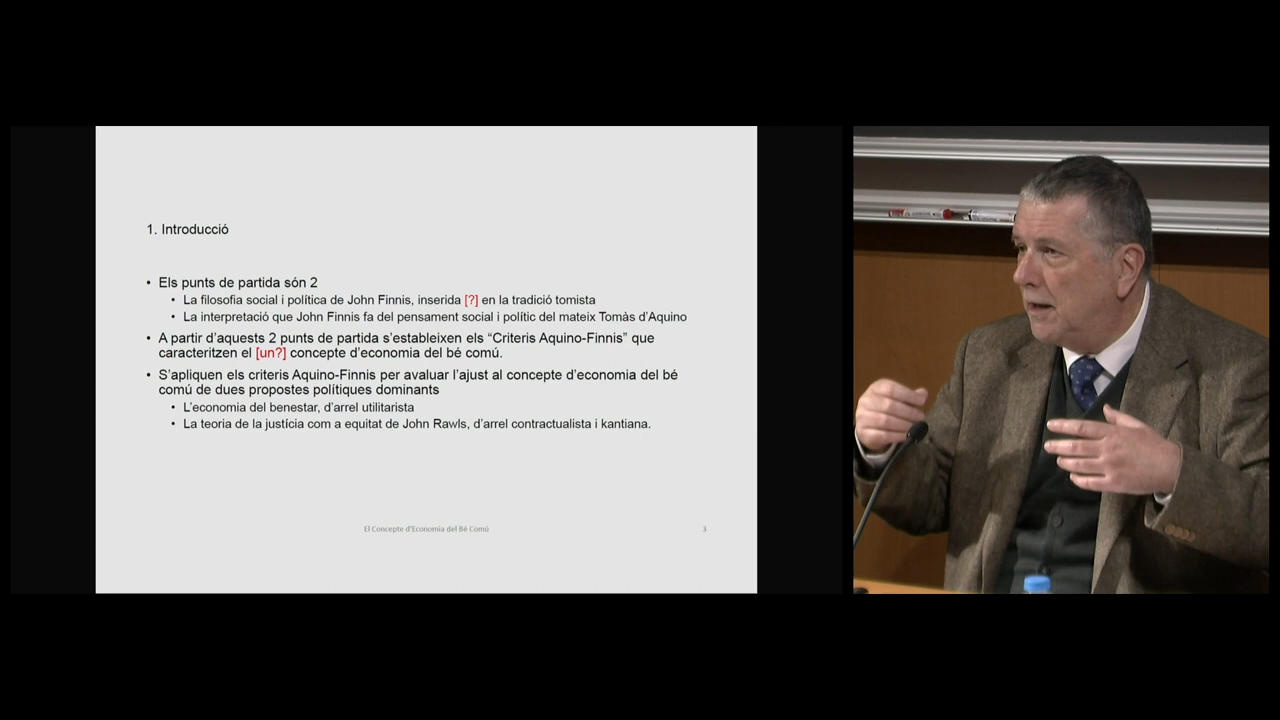 1. Introducció
• Els punts de partida són 2
• La filosofia social i política de John Finnis, inserida [?] en la tradició tomista
• La interpretació que John Finnis fa del pensament social i polític del mateix Tomàs d’Aquino
• A partir d’aquests 2 punts de partida s’estableixen els “Criteris Aquino-Finnis” que
caracteritzen el [un?] concepte d’economia del bé comú.
• S’apliquen els criteris Aquino-Finnis per avaluar l’ajust al concepte d’economia del bé
comú de dues propostes polítiques dominants
• L’economia del benestar, d’arrel utilitarista
• La teoria de la justícia com a equitat de John Rawls, d’arrel contractualista i kantiana.
El Concepte d’Economia del Bé Comú
3